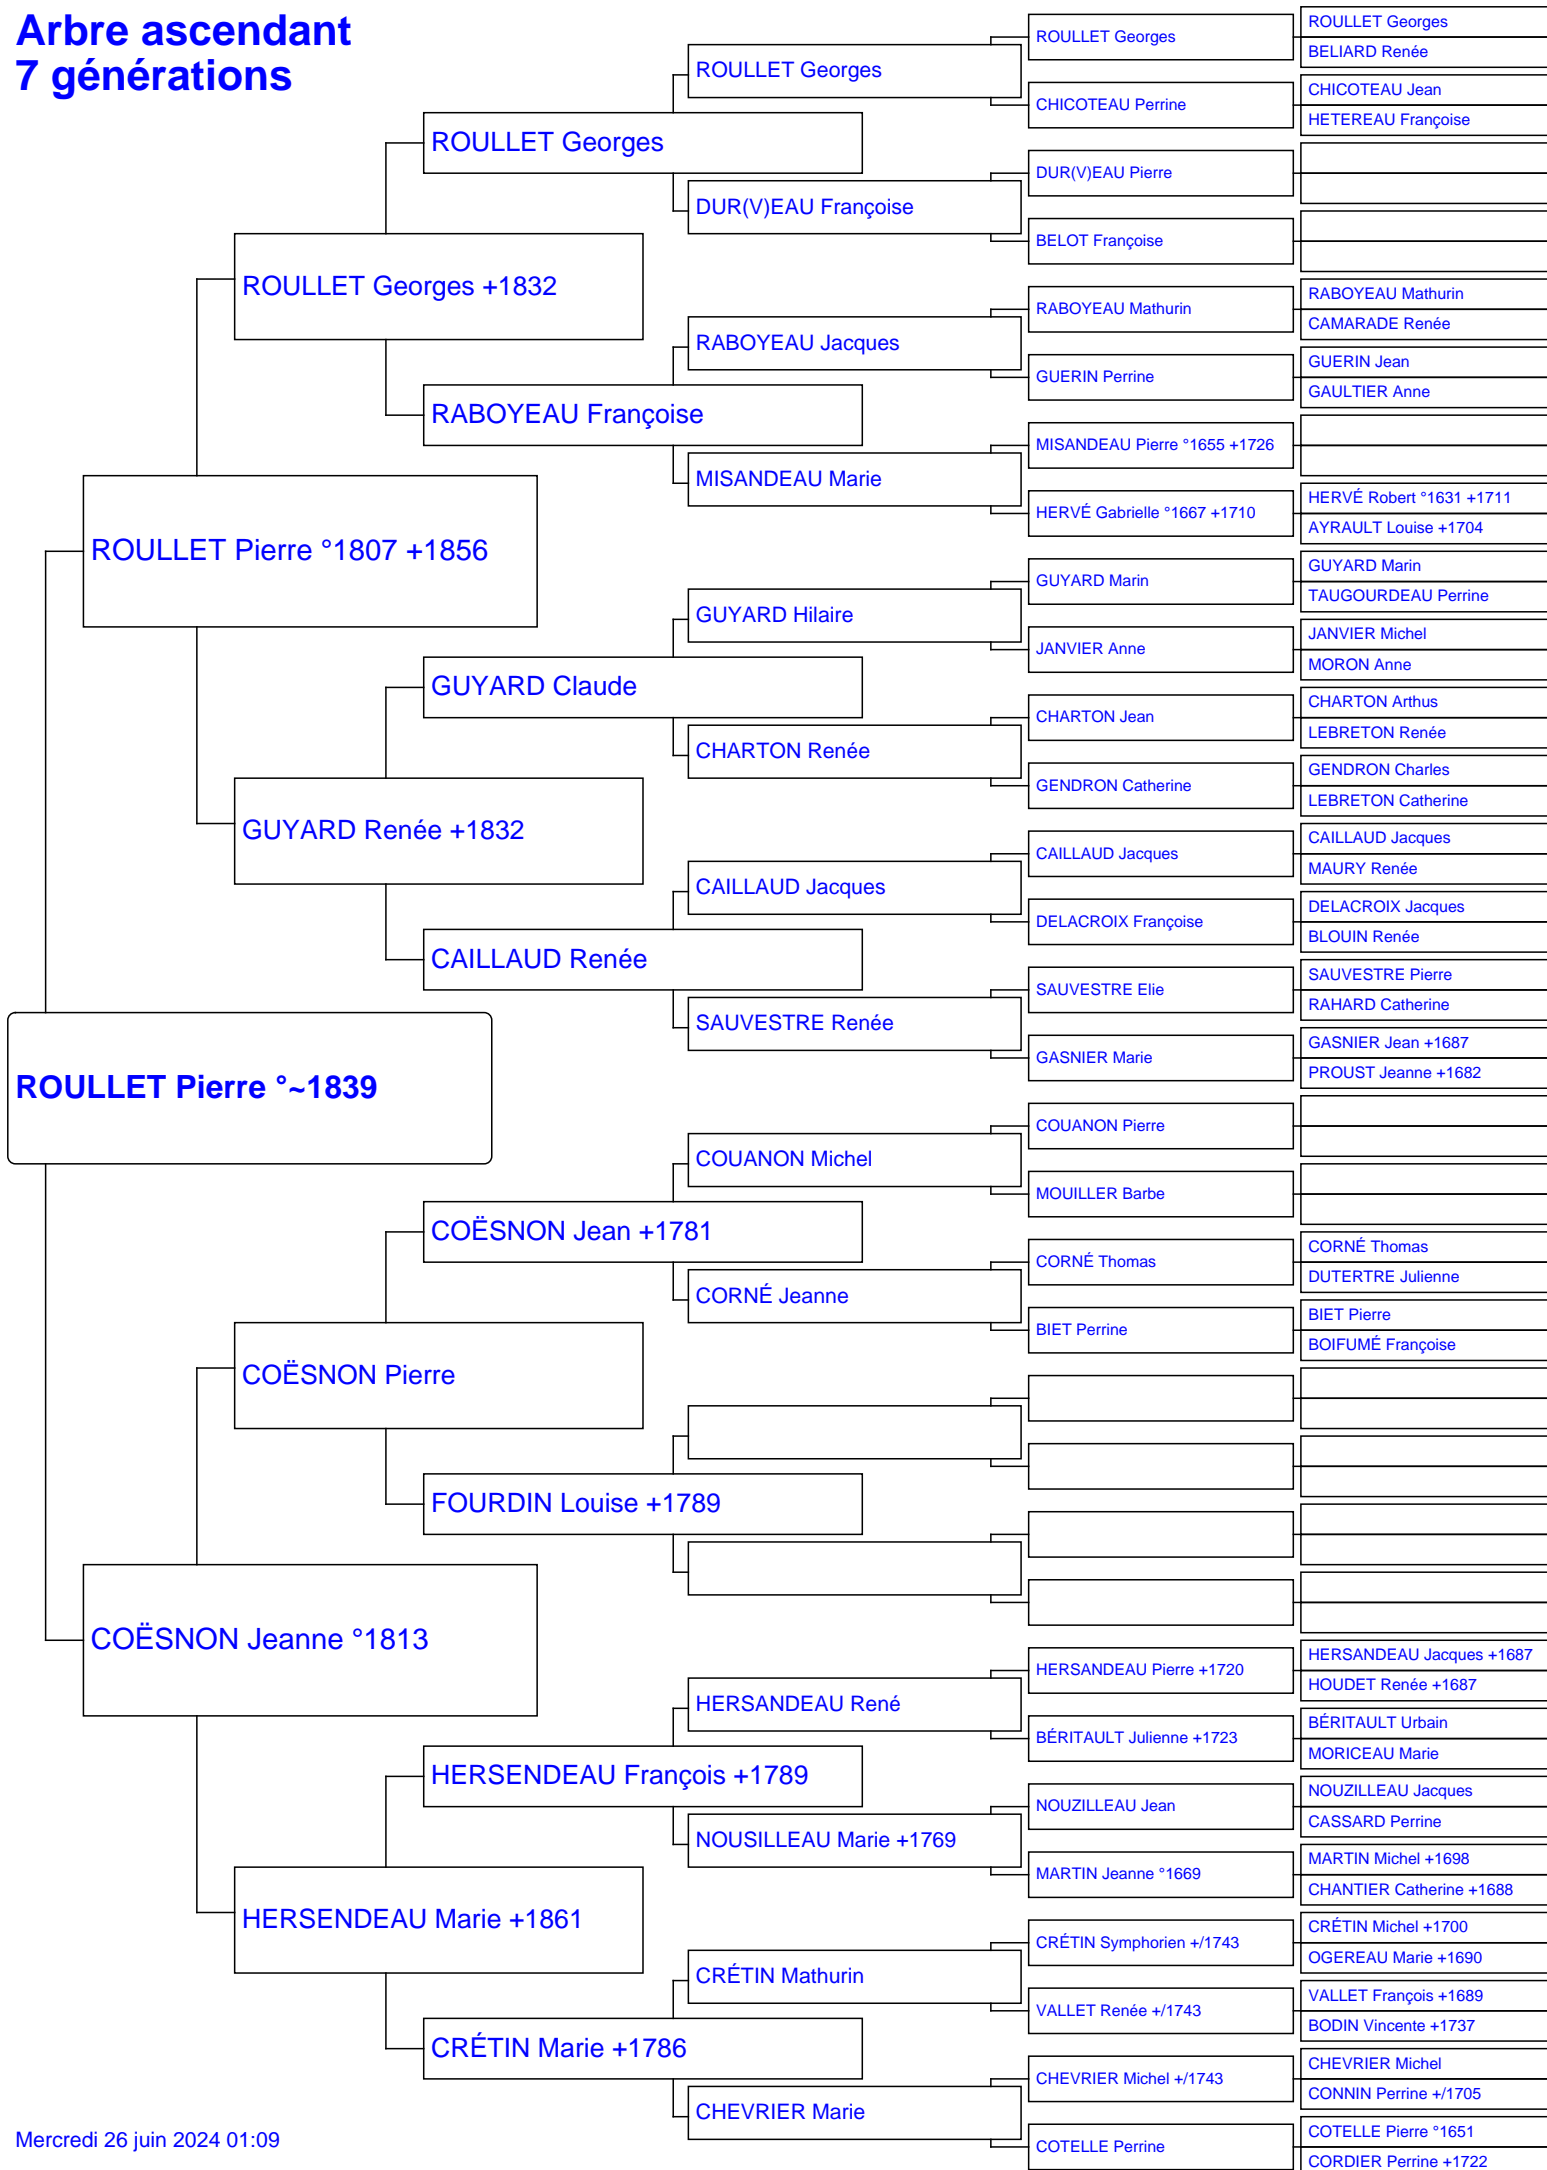 Arbre ascendant
7 générations
ROULLET Pierre °~1839
ROULLET Pierre °1807 +1856
COËSNON Jeanne °1813
ROULLET Georges +1832
GUYARD Renée +1832
COËSNON Pierre
HERSENDEAU Marie +1861
ROULLET Georges
RABOYEAU Françoise
GUYARD Claude
CAILLAUD Renée
COËSNON Jean +1781
FOURDIN Louise +1789
HERSENDEAU François +1789
CRÉTIN Marie +1786
ROULLET Georges
DUR(V)EAU Françoise
RABOYEAU Jacques
MISANDEAU Marie
GUYARD Hilaire
CHARTON Renée
CAILLAUD Jacques
SAUVESTRE Renée
COUANON Michel
CORNÉ Jeanne
HERSANDEAU René
NOUSILLEAU Marie +1769
CRÉTIN Mathurin
CHEVRIER Marie
ROULLET Georges
CHICOTEAU Perrine
DUR(V)EAU Pierre
BELOT Françoise
RABOYEAU Mathurin
GUERIN Perrine
MISANDEAU Pierre °1655 +1726
HERVÉ Gabrielle °1667 +1710
GUYARD Marin
JANVIER Anne
CHARTON Jean
GENDRON Catherine
CAILLAUD Jacques
DELACROIX Françoise
SAUVESTRE Elie
GASNIER Marie
COUANON Pierre
MOUILLER Barbe
CORNÉ Thomas
BIET Perrine
HERSANDEAU Pierre +1720
BÉRITAULT Julienne +1723
NOUZILLEAU Jean
MARTIN Jeanne °1669
CRÉTIN Symphorien +/1743
VALLET Renée +/1743
CHEVRIER Michel +/1743
COTELLE Perrine
ROULLET Georges
BELIARD Renée
CHICOTEAU Jean
HETEREAU Françoise
RABOYEAU Mathurin
CAMARADE Renée
GUERIN Jean
GAULTIER Anne
HERVÉ Robert °1631 +1711
AYRAULT Louise +1704
GUYARD Marin
TAUGOURDEAU Perrine
JANVIER Michel
MORON Anne
CHARTON Arthus
LEBRETON Renée
GENDRON Charles
LEBRETON Catherine
CAILLAUD Jacques
MAURY Renée
DELACROIX Jacques
BLOUIN Renée
SAUVESTRE Pierre
RAHARD Catherine
GASNIER Jean +1687
PROUST Jeanne +1682
CORNÉ Thomas
DUTERTRE Julienne
BIET Pierre
BOIFUMÉ Françoise
HERSANDEAU Jacques +1687
HOUDET Renée +1687
BÉRITAULT Urbain
MORICEAU Marie
NOUZILLEAU Jacques
CASSARD Perrine
MARTIN Michel +1698
CHANTIER Catherine +1688
CRÉTIN Michel +1700
OGEREAU Marie +1690
VALLET François +1689
BODIN Vincente +1737
CHEVRIER Michel
CONNIN Perrine +/1705
COTELLE Pierre °1651
CORDIER Perrine +1722
Mercredi 26 juin 2024 01:09